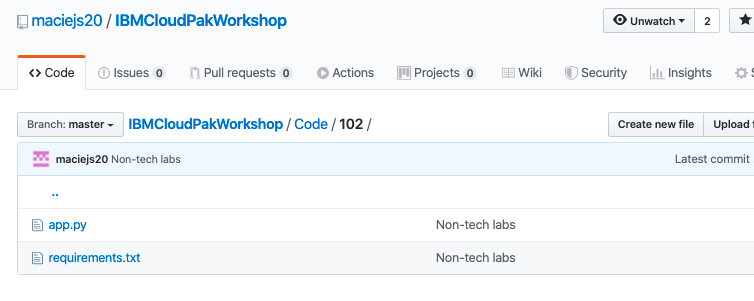 maciejs20 / IBMCloudPakWorkshop Unwatch 2
Code Issues 0 Pull requests 0 Actions Projects 0 Wiki Security Insights
Branch: master IBMCloudPakWorkshop / Code / 102 / Create new file Upload
maciejs20 Non-tech labs Latest commit
..
app.py Non-tech labs
requirements.txt Non-tech labs